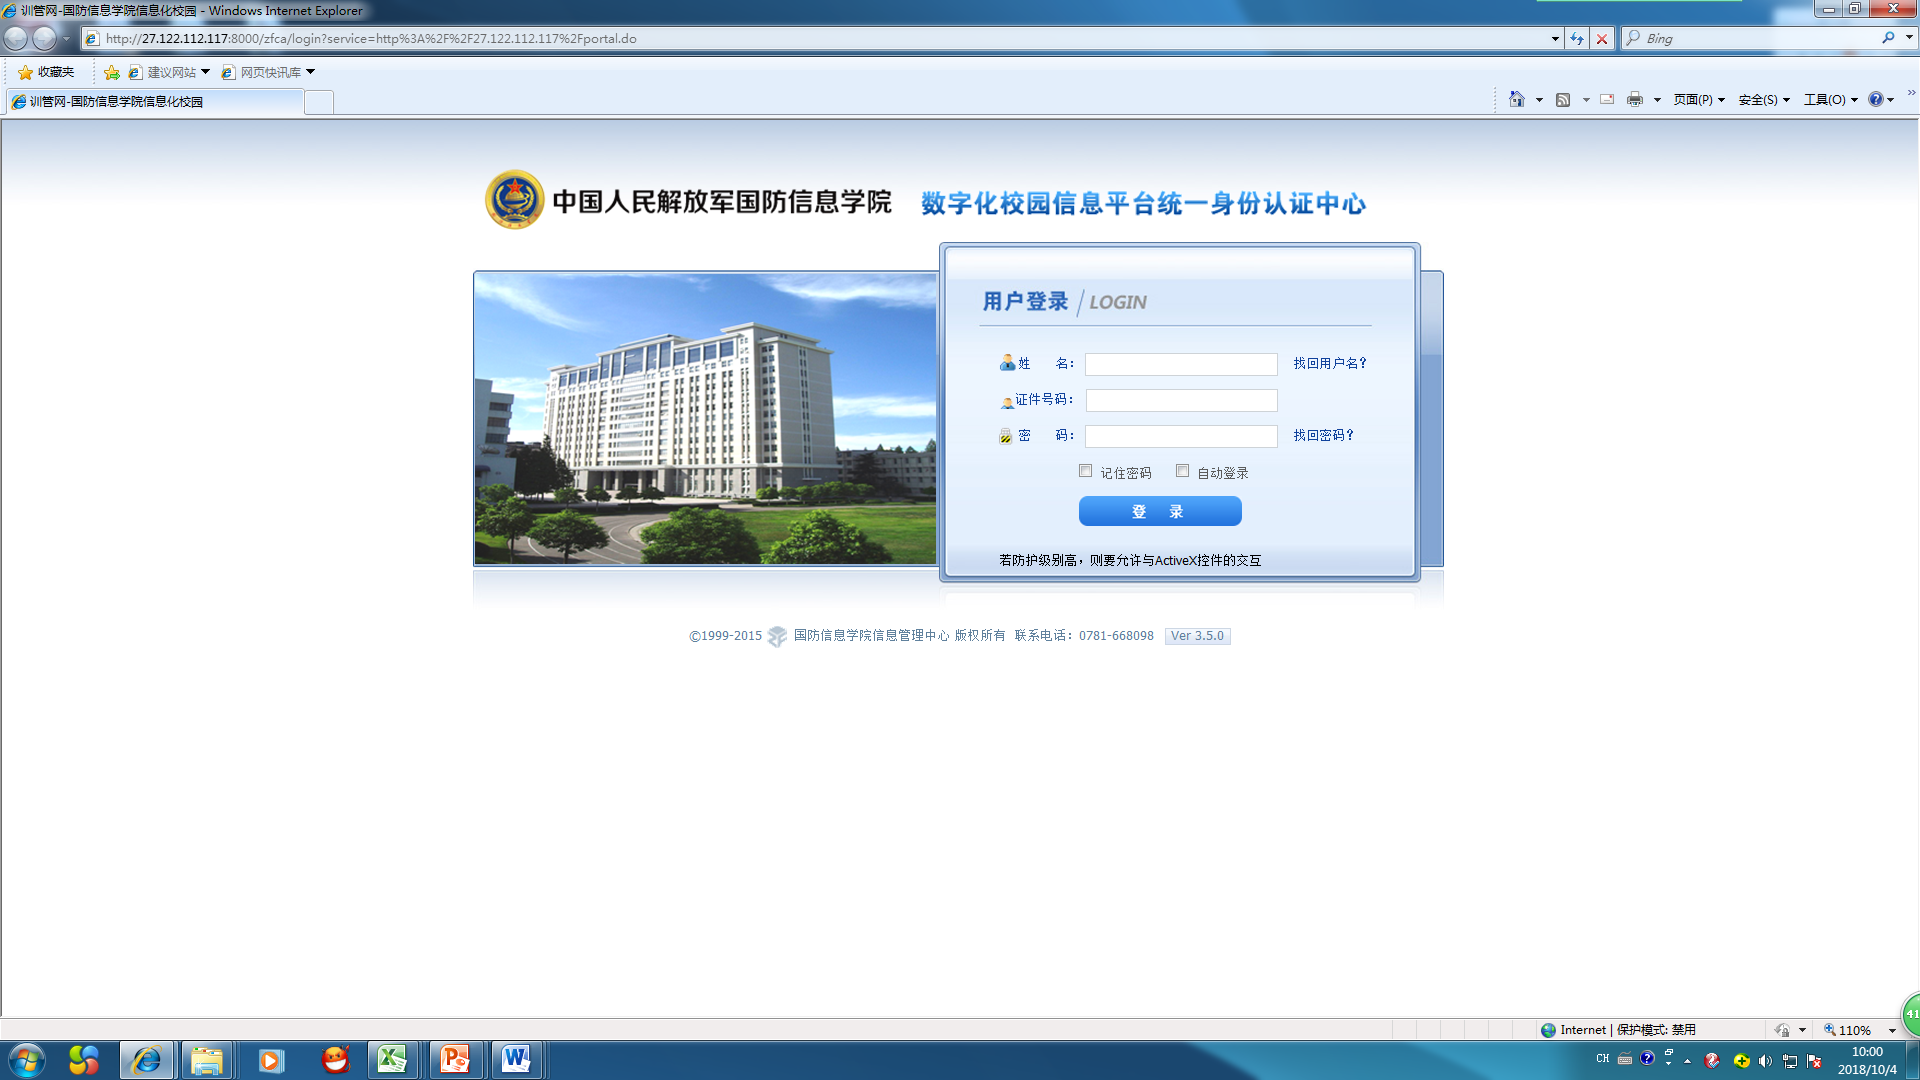 训管网-国防信息学院信息化校园 - Windows Internet Explorer
http://27.122.112.117:8000/zfca/login?service=http%3A%2F%2F27.122.112.117%2Fportal.do
Bing
收藏夹
建议网站
网页快讯库
训管网-国防信息学院信息化校园
页面(P)
安全(S)
工具(O)
中国人民解放军国防信息学院
数字化校园信息平台统一身份认证中心
用户登录 / LOGIN
姓 名：
找回用户名？
证件号码：
密 码：
找回密码？
记住密码
自动登录
登 录
若防护级别高，则要允许与ActiveX控件的交互
©1999-2015 国防信息学院信息管理中心 版权所有 联系电话：0781-668098 Ver 3.5.0
41
Internet | 保护模式: 禁用
110%
CH
10:00
2018/10/4